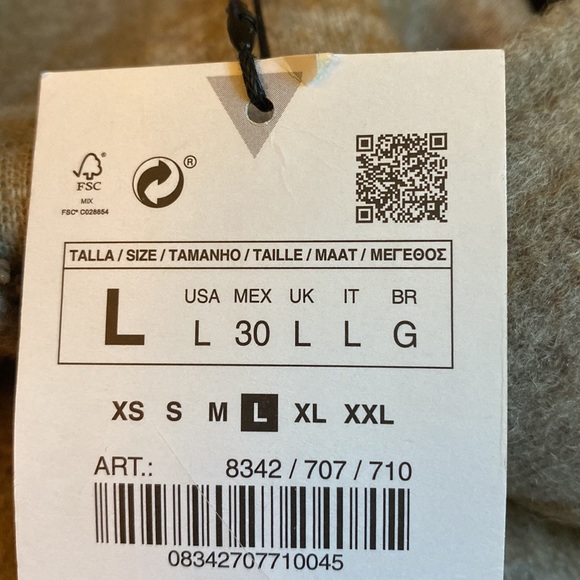 FSC
MIX
FSC® C028854
®
TALLA / SIZE / TAMANHO / TAILLE / MAAT / ΜΕΓΕΘΟΣ
L
USA MEX UK IT BR
L 30 L L G
XS S M L XL XXL
ART.: 8342 / 707 / 710
08342707710045